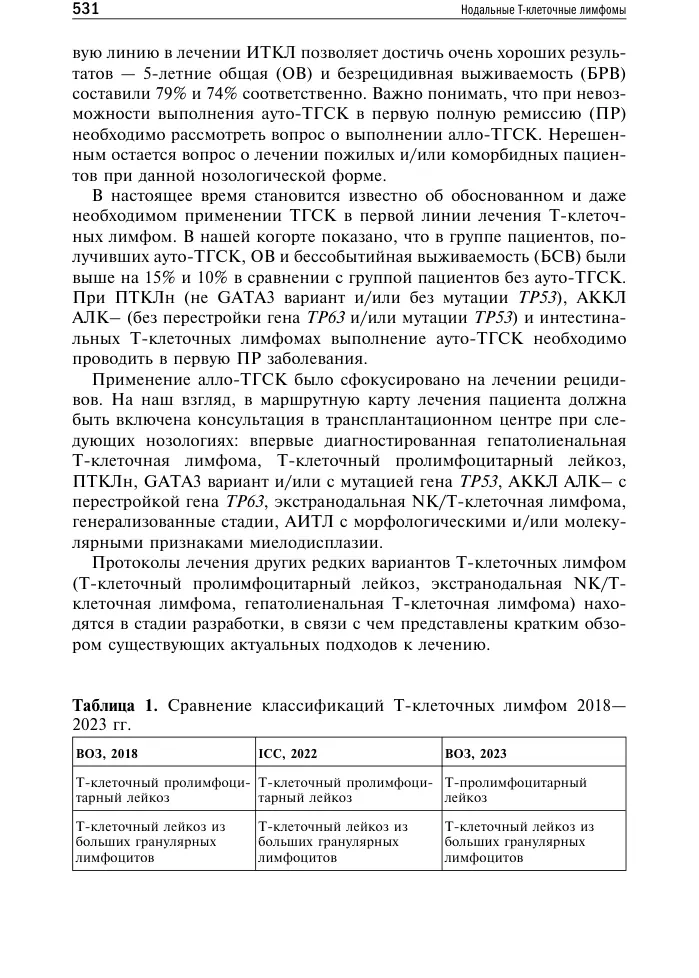 531
Нодальные Т-клеточные лимфомы
вую линию в лечении ИТКЛ позволяет достичь очень хороших резуль-
татов — 5-летние общая (ОВ) и безрецидивная выживаемость (БРВ)
составили 79% и 74% соответственно. Важно понимать, что при невоз-
можности выполнения ауто-ТГСК в первую полную ремиссию (ПР)
необходимо рассмотреть вопрос о выполнении алло-ТГСК. Нерешен-
ным остается вопрос о лечении пожилых и/или коморбидных пациен-
тов при данной нозологической форме.
В настоящее время становится известно об обоснованном и даже
необходимом применении ТГСК в первой линии лечения Т-клеточ-
ных лимфом. В нашей когорте показано, что в группе пациентов, по-
лучивших ауто-ТГСК, ОВ и бессобытийная выживаемость (БСВ) были
выше на 15% и 10% в сравнении с группой пациентов без ауто-ТГСК.
При ПТКЛн (не GATA3 вариант и/или без мутации TP53), АККЛ
АЛК— (без перестройки гена TP63 и/или мутации TP53) и интестина-
льных Т-клеточных лимфомах выполнение ауто-ТГСК необходимо
проводить в первую ПР заболевания.
Применение алло-ТГСК было сфокусировано на лечении рециди-
вов. На наш взгляд, в маршрутную карту лечения пациента должна
быть включена консультация в трансплантационном центре при сле-
дующих нозологиях: впервые диагностированная гепатолиенальная
Т-клеточная лимфома, Т-клеточный пролимфоцитарный лейкоз,
ПТКЛн, GATA3 вариант и/или с мутацией гена TP53, АККЛ АЛК— с
перестройкой гена TP63, экстранодальная NK/T-клеточная лимфома,
генерализованные стадии, АИТЛ с морфологическими и/или молеку-
лярными признаками миелодисплазии.
Протоколы лечения других редких вариантов Т-клеточных лимфом
(Т-клеточный пролимфоцитарный лейкоз, экстранодальная NK/T-
клеточная лимфома, гепатолиенальная Т-клеточная лимфома) нахо-
дятся в стадии разработки, в связи с чем представлены кратким обзо-
ром существующих актуальных подходов к лечению.
Таблица 1. Сравнение классификаций Т-клеточных лимфом 2018—
2023 гг.
ВОЗ, 2018
ICC, 2022
ВОЗ, 2023
Т-клеточный пролимфоци-
тарный лейкоз
Т-клеточный пролимфоци-
тарный лейкоз
Т-пролимфоцитарный
лейкоз
Т-клеточный лейкоз из
больших гранулярных
лимфоцитов
Т-клеточный лейкоз из
больших гранулярных
лимфоцитов
Т-клеточный лейкоз из
больших гранулярных
лимфоцитов